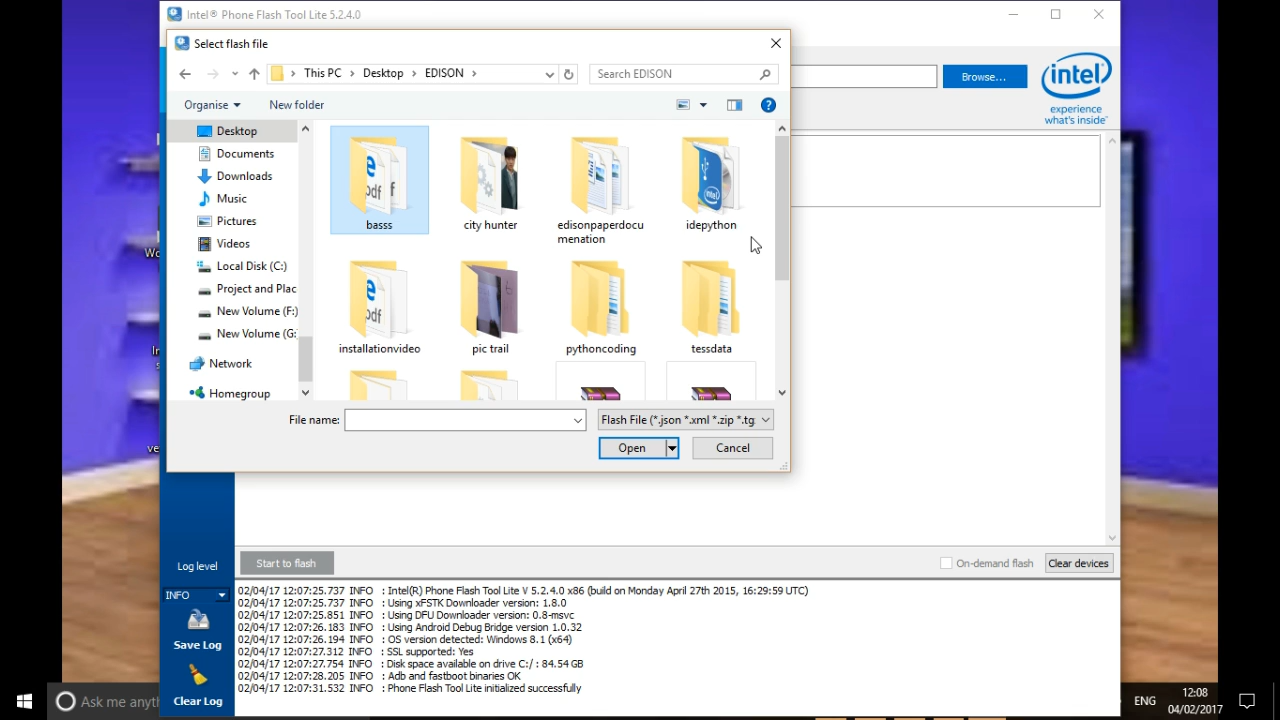 Intel® Phone Flash Tool Lite 5.2.4.0
Select flash file
This PC > Desktop > EDISON >
Search EDISON
Browse...
intel
experience
what's inside
Organise
New folder
Desktop
Documents
Downloads
Music
Pictures
Videos
Local Disk (C:)
Project and Plac
New Volume (F:)
New Volume (G:
Network
Homegroup
basss
city hunter
edisonpaperdocu
menation
idepython
installationvideo
pic trail
pythoncoding
tessdata
File name:
Flash File (*.json *.xml *.zip *.tg
Open
Cancel
Log level
Start to flash
On-demand flash
Clear devices
INFO
Save Log
Clear Log
02/04/17 12:07:25.737 INFO : Intel(R) Phone Flash Tool Lite V 5.2.4.0 x86 (build on Monday April 27th 2015, 16:29:59 UTC)
02/04/17 12:07:25.737 INFO : Using xFSTK Downloader version: 1.8.0
02/04/17 12:07:25.851 INFO : Using DFU Downloader version: 0.8-msvc
02/04/17 12:07:26.183 INFO : Using Android Debug Bridge version 1.0.32
02/04/17 12:07:26.194 INFO : OS version detected: Windows 8.1 (x64)
02/04/17 12:07:27.312 INFO : SSL supported: Yes
02/04/17 12:07:27.754 INFO : Disk space available on drive C:/ : 84.54 GB
02/04/17 12:07:28.205 INFO : Adb and fastboot binaries OK
02/04/17 12:07:31.532 INFO : Phone Flash Tool Lite initialized successfully
Ask me anyth
ENG
12:08
04/02/2017